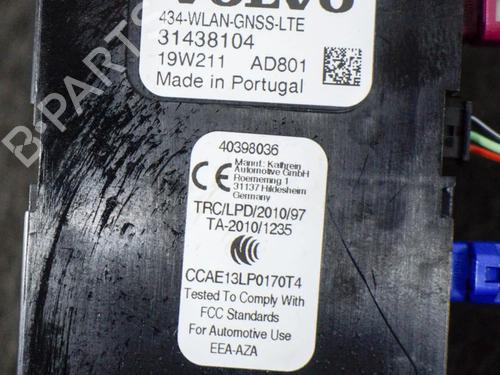 VOLVO
434-WLAN-GNSS-LTE
31438104
19W211 AD801
Made in Portugal
40398036
CE
Manuf.: Kathrein
Automotive GmbH
Roemerring 1
31137 Hildesheim
Germany
TRC/LPD/2010/97
TA-2010/1235
CCAE13LP0170T4
Tested To Comply With
FCC Standards
For Automotive Use
EEA-AZA
B-PARTS